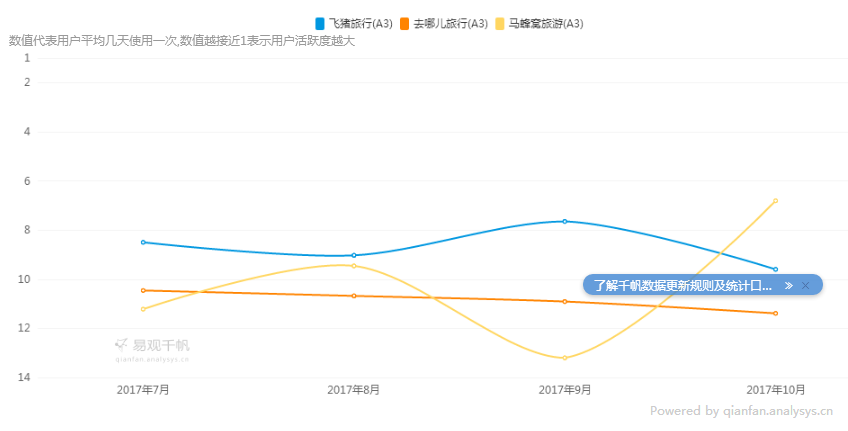 飞猪旅行(A3) 去哪儿旅行(A3) 马蜂窝旅游(A3)
数值代表用户平均几天使用一次,数值越接近1表示用户活跃度越大
1
2
4
6
8
10
12
14
了解千帆数据更新规则及统计口... » ×
易观千帆
qianfan.analysys.cn
2017年7月 2017年8月 2017年9月 2017年10月
Powered by qianfan.analysys.cn